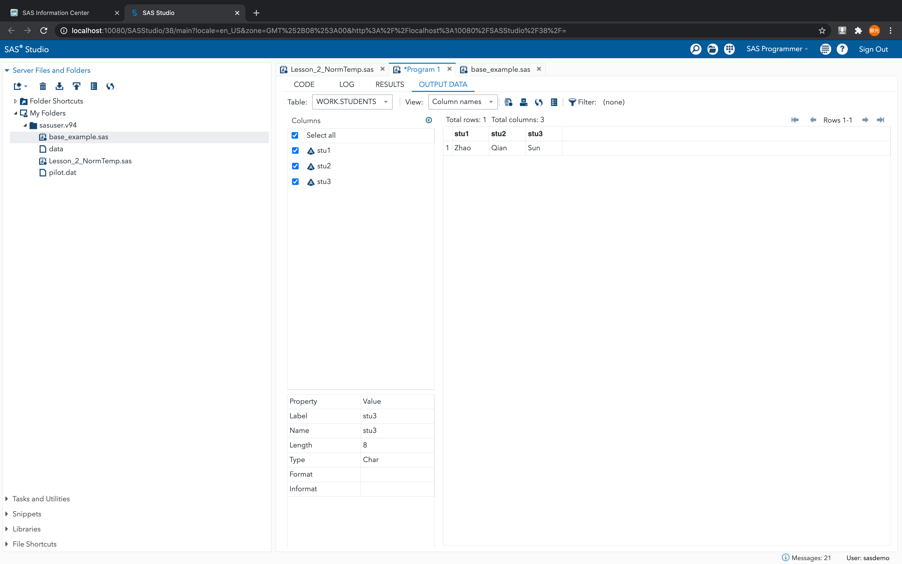 SAS Information Center
SAS Studio
localhost:10080/SASStudio/38/main?locale=en_US&zone=GMT%252B08%253A00&http%3A%2F%2Flocalhost%3A10080%2FSASStudio%2F38%2F=
SAS® Studio
SAS Programmer
Sign Out
Server Files and Folders
Folder Shortcuts
My Folders
sasuser.v94
base_example.sas
data
Lesson_2_NormTemp.sas
pilot.dat
Tasks and Utilities
Snippets
Libraries
File Shortcuts
Lesson_2_NormTemp.sas
*Program 1
base_example.sas
CODE LOG RESULTS OUTPUT DATA
Table: WORK.STUDENTS View: Column names Filter: (none)
Columns
Select all
stu1
stu2
stu3
Property Value
Label stu3
Name stu3
Length 8
Type Char
Format
Informat
Total rows: 1 Total columns: 3
Rows 1-1
stu1 stu2 stu3
1 Zhao Qian Sun
Messages: 21 User: sasdemo